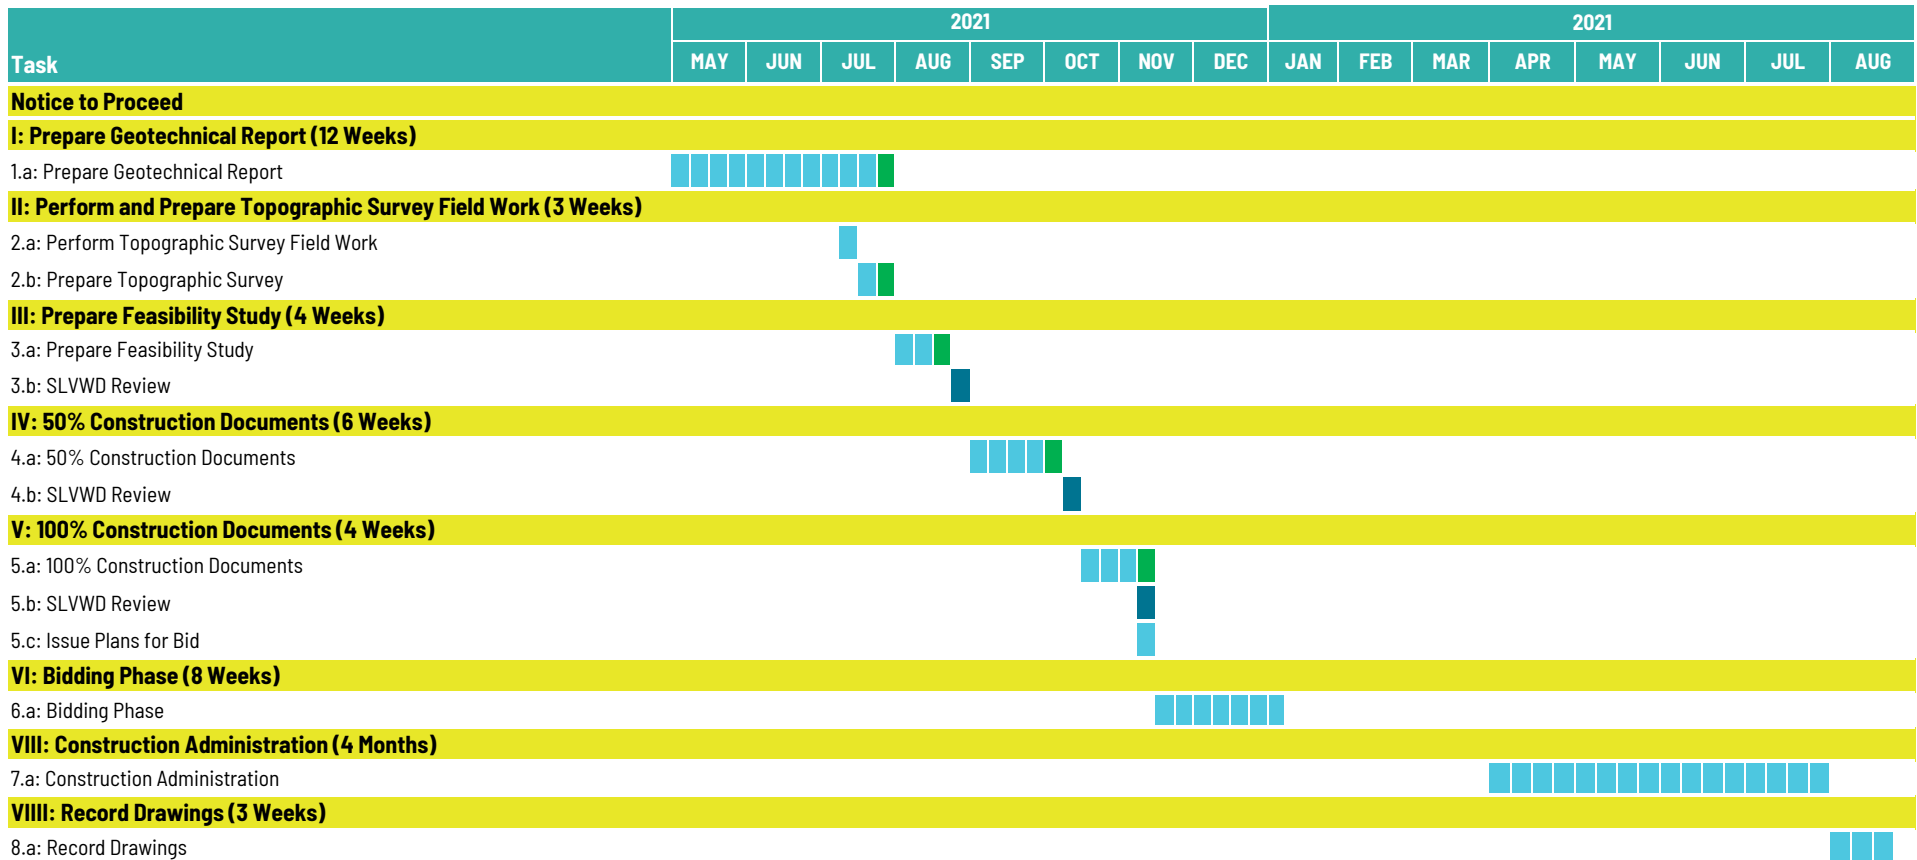 2021 2021
Task MAY JUN JUL AUG SEP OCT NOV DEC JAN FEB MAR APR MAY JUN JUL AUG
Notice to Proceed
I: Prepare Geotechnical Report (12 Weeks)
1.a: Prepare Geotechnical Report
II: Perform and Prepare Topographic Survey Field Work (3 Weeks)
2.a: Perform Topographic Survey Field Work
2.b: Prepare Topographic Survey
III: Prepare Feasibility Study (4 Weeks)
3.a: Prepare Feasibility Study
3.b: SLVWD Review
IV: 50% Construction Documents (6 Weeks)
4.a: 50% Construction Documents
4.b: SLVWD Review
V: 100% Construction Documents (4 Weeks)
5.a: 100% Construction Documents
5.b: SLVWD Review
5.c: Issue Plans for Bid
VI: Bidding Phase (8 Weeks)
6.a: Bidding Phase
VIII: Construction Administration (4 Months)
7.a: Construction Administration
VIIII: Record Drawings (3 Weeks)
8.a: Record Drawings